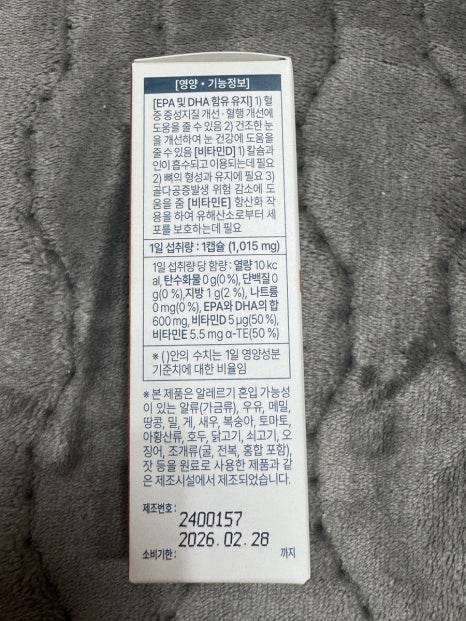 [영양 • 기능정보]
[EPA 및 DHA 함유 유지] 1) 혈
중 중성지질 개선·혈행 개선에
도움을 줄 수 있음 2) 건조한 눈
을 개선하여 눈 건강에 도움을
줄 수 있음 [비타민D] 1) 칼슘과
인이 흡수되고 이용되는데 필요
2) 뼈의 형성과 유지에 필요 3)
골다공증발생 위험 감소에 도
움을 줌 [비타민E] 항산화 작
용을 하여 유해산소로부터 세
포를 보호하는데 필요
1일 섭취량 : 1캡슐 (1,015 mg)
1일 섭취량 당 함량 : 열량 10 kc
al, 탄수화물 0 g(0 %), 단백질 0
g(0 %),지방 1 g(2 %), 나트륨
0 mg(0 %), EPA와 DHA의 합
600 mg, 비타민D 5 µg(50 %),
비타민E 5.5 mg α-TE(50 %)
※ ( )안의 수치는 1일 영양성분
기준치에 대한 비율임
※ 본 제품은 알레르기 혼입 가능성
이 있는 알류(가금류), 우유, 메밀,
땅콩, 밀, 게, 새우, 복숭아, 토마토,
아황산류, 호두, 닭고기, 쇠고기, 오
징어, 조개류(굴, 전복, 홍합 포함),
잣 등을 원료로 사용한 제품과 같
은 제조시설에서 제조되었습니다.
제조번호 :
2400157
2026.02.28
소비기한 : 까지